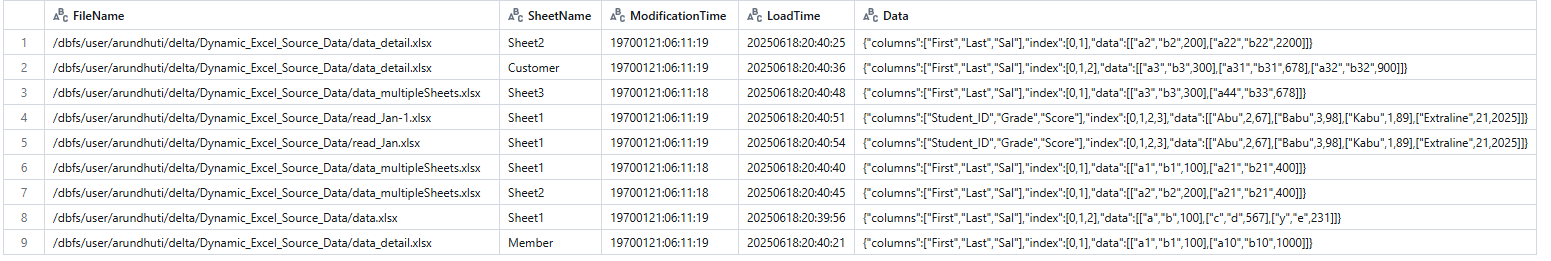 FileName SheetName ModificationTime LoadTime Data
1 /dbfs/user/arundhuti/delta/Dynamic_Excel_Source_Data/data_detail.xlsx Sheet2 19700121:06:11:19 20250618:20:40:25 {"columns":["First","Last","Sal"],"index":[0,1],"data":[["a2","b2",200],["a22","b22",2200]]}
2 /dbfs/user/arundhuti/delta/Dynamic_Excel_Source_Data/data_detail.xlsx Customer 19700121:06:11:19 20250618:20:40:36 {"columns":["First","Last","Sal"],"index":[0,1,2],"data":[["a3","b3",300],["a31","b31",678],["a32","b32",900]]}
3 /dbfs/user/arundhuti/delta/Dynamic_Excel_Source_Data/data_multipleSheets.xlsx Sheet3 19700121:06:11:18 20250618:20:40:48 {"columns":["First","Last","Sal"],"index":[0,1],"data":[["a3","b3",300],["a44","b33",678]]}
4 /dbfs/user/arundhuti/delta/Dynamic_Excel_Source_Data/read_Jan-1.xlsx Sheet1 19700121:06:11:19 20250618:20:40:51 {"columns":["Student_ID","Grade","Score"],"index":[0,1,2,3],"data":[["Abu",2,67],["Babu",3,98],["Kabu",1,89],["Extraline",21,2025]]}
5 /dbfs/user/arundhuti/delta/Dynamic_Excel_Source_Data/read_Jan.xlsx Sheet1 19700121:06:11:19 20250618:20:40:54 {"columns":["Student_ID","Grade","Score"],"index":[0,1,2,3],"data":[["Abu",2,67],["Babu",3,98],["Kabu",1,89],["Extraline",21,2025]]}
6 /dbfs/user/arundhuti/delta/Dynamic_Excel_Source_Data/data_multipleSheets.xlsx Sheet1 19700121:06:11:18 20250618:20:40:40 {"columns":["First","Last","Sal"],"index":[0,1],"data":[["a1","b1",100],["a21","b21",400]]}
7 /dbfs/user/arundhuti/delta/Dynamic_Excel_Source_Data/data_multipleSheets.xlsx Sheet2 19700121:06:11:18 20250618:20:40:45 {"columns":["First","Last","Sal"],"index":[0,1],"data":[["a2","b2",200],["a21","b21",400]]}
8 /dbfs/user/arundhuti/delta/Dynamic_Excel_Source_Data/data.xlsx Sheet1 19700121:06:11:19 20250618:20:39:56 {"columns":["First","Last","Sal"],"index":[0,1,2],"data":[["a","b",100],["c","d",567],["y","e",231]]}
9 /dbfs/user/arundhuti/delta/Dynamic_Excel_Source_Data/data_detail.xlsx Member 19700121:06:11:19 20250618:20:40:21 {"columns":["First","Last","Sal"],"index":[0,1],"data":[["a1","b1",100],["a10","b10",1000]]}